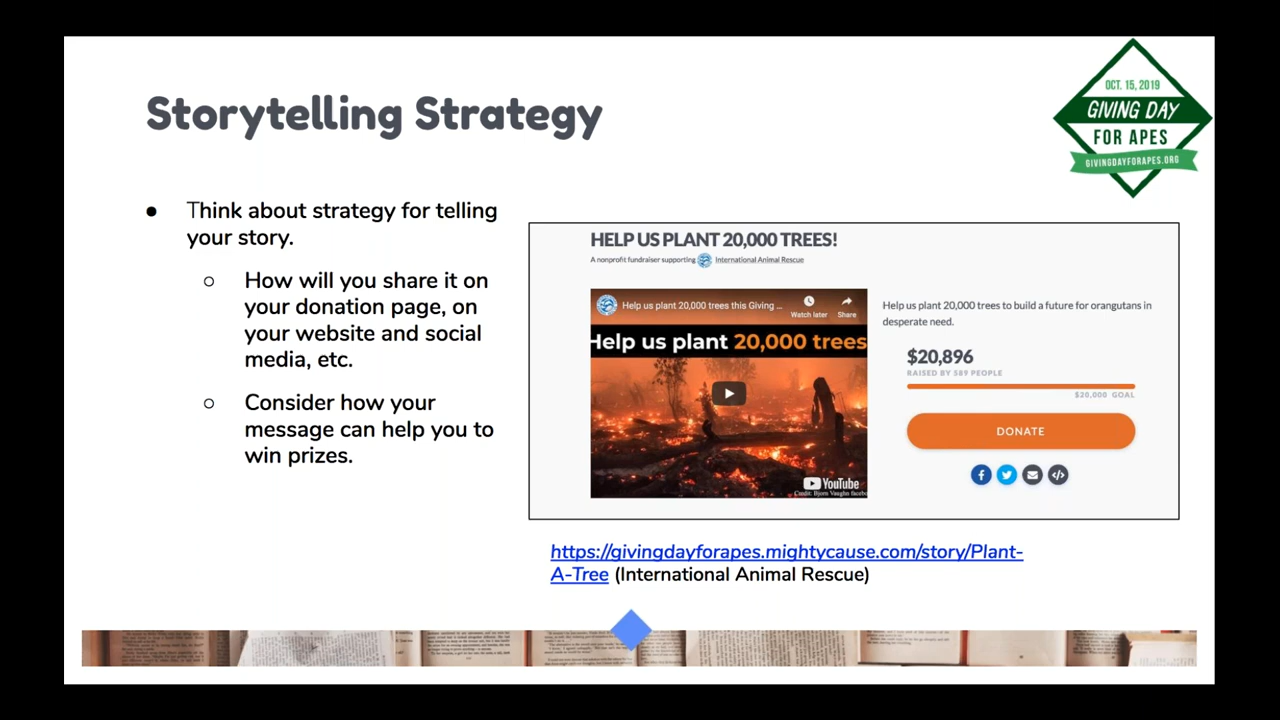 Storytelling Strategy
OCT. 15, 2019
GIVING DAY
FOR APES
GIVINGDAYFORAPES.ORG
● Think about strategy for telling
your story.
○ How will you share it on
your donation page, on
your website and social
media, etc.
○ Consider how your
message can help you to
win prizes.
HELP US PLANT 20,000 TREES!
A nonprofit fundraiser supporting International Animal Rescue
Help us plant 20,000 trees this Giving ...
Watch later
Share
Help us plant 20,000 trees
YouTube
Help us plant 20,000 trees to build a future for orangutans in
desperate need.
$20,896
RAISED BY 589 PEOPLE
$20,000 GOAL
DONATE
https://givingdayforapes.mightycause.com/story/Plant-
A-Tree (International Animal Rescue)